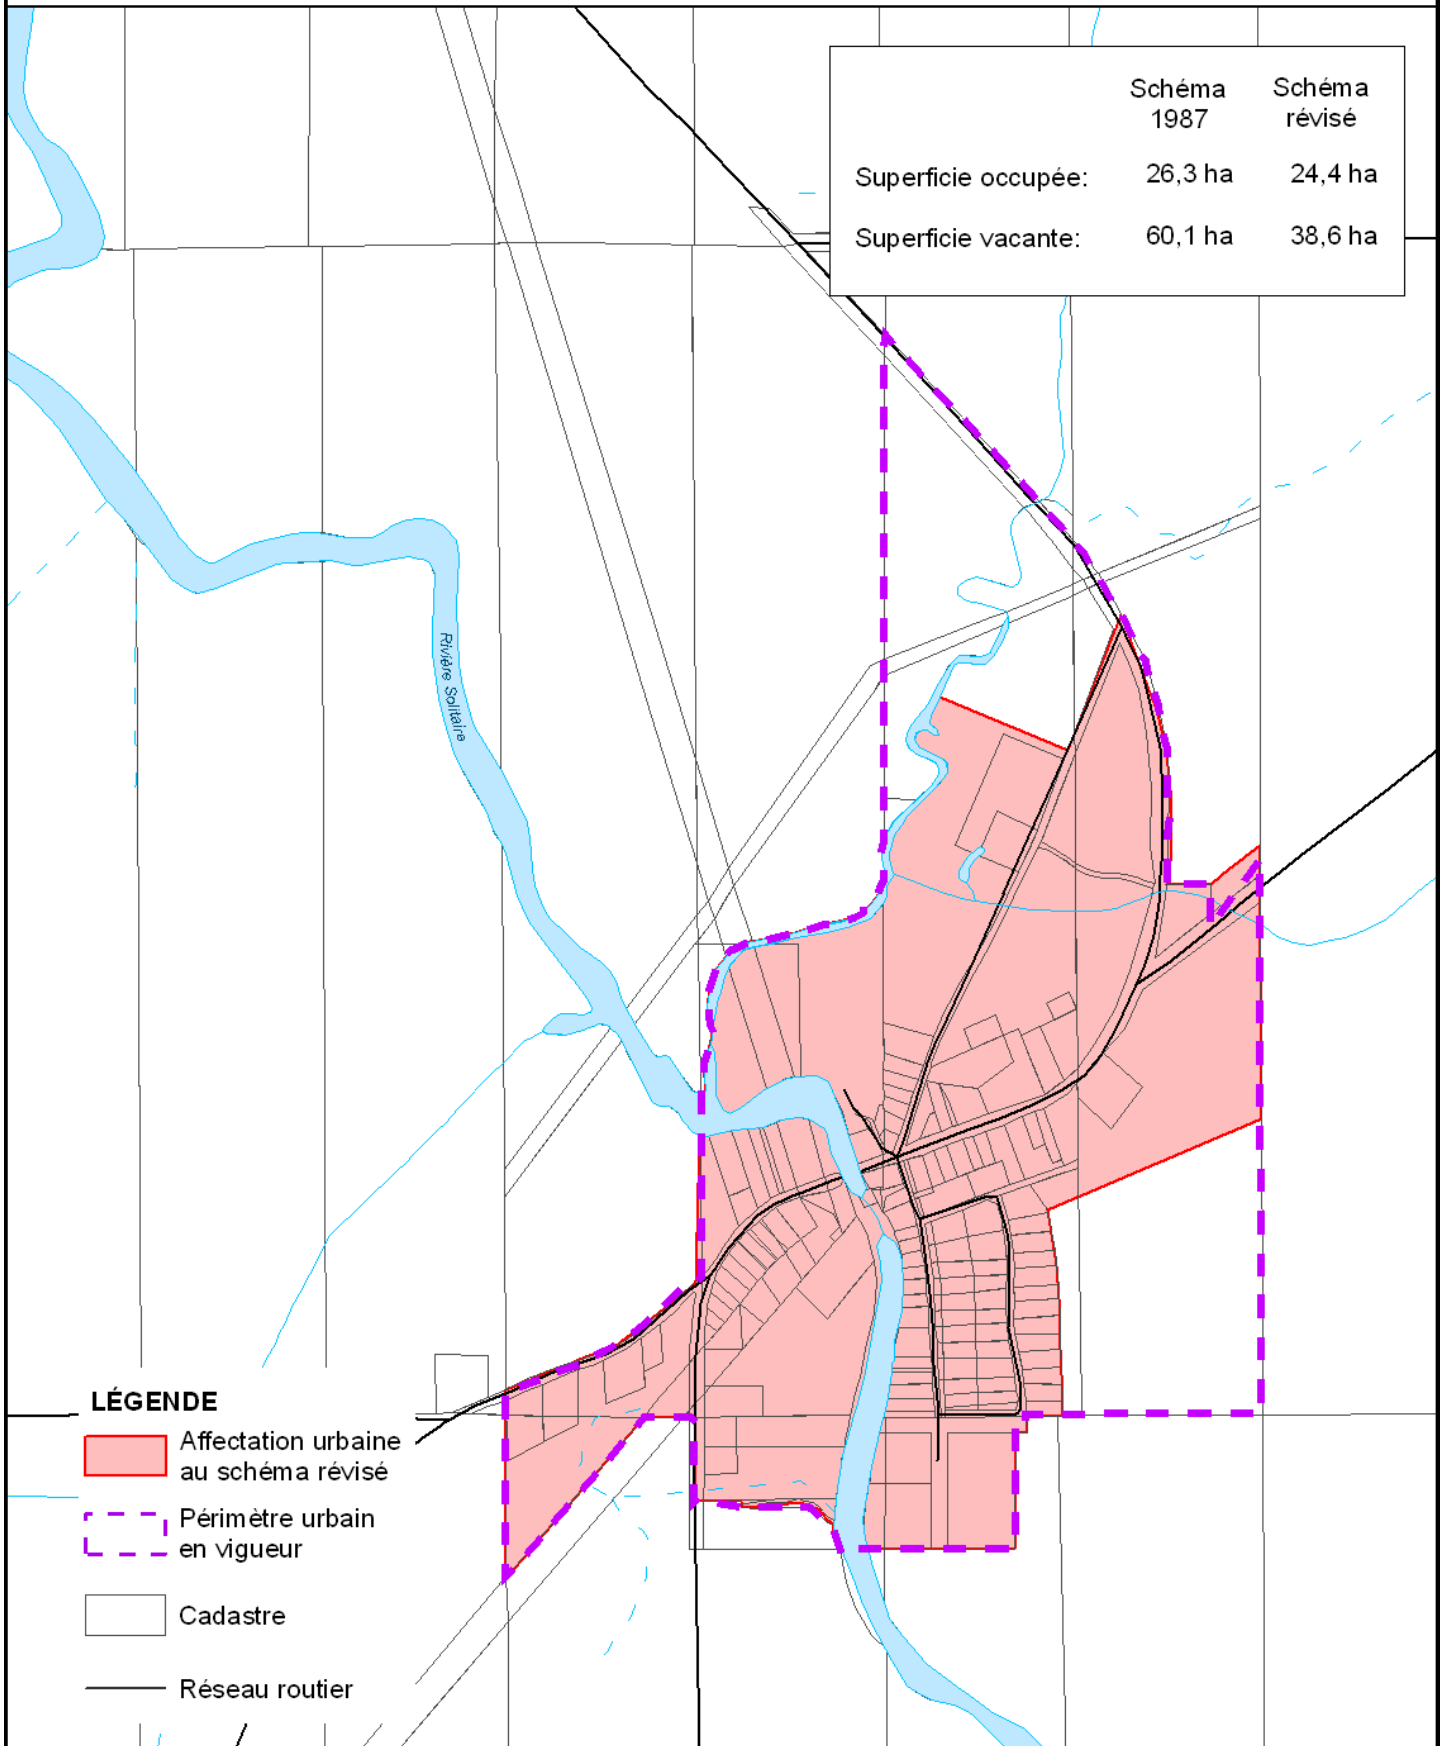 Schéma 1987
Schéma révisé
Superficie occupée: 26,3 ha 24,4 ha
Superficie vacante: 60,1 ha 38,6 ha
Rivière Solitaire
LÉGENDE
Affectation urbaine
au schéma révisé
Périmètre urbain
en vigueur
Cadastre
Réseau routier